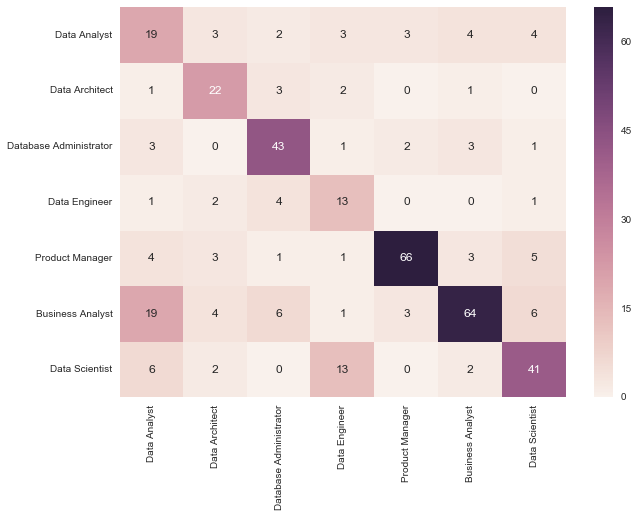 Data Analyst 19 3 2 3 3 4 4
Data Architect 1 22 3 2 0 1 0
Database Administrator 3 0 43 1 2 3 1
Data Engineer 1 2 4 13 0 0 1
Product Manager 4 3 1 1 66 3 5
Business Analyst 19 4 6 1 3 64 6
Data Scientist 6 2 0 13 0 2 41
Data Analyst
Data Architect
Database Administrator
Data Engineer
Product Manager
Business Analyst
Data Scientist
60
45
30
15
0